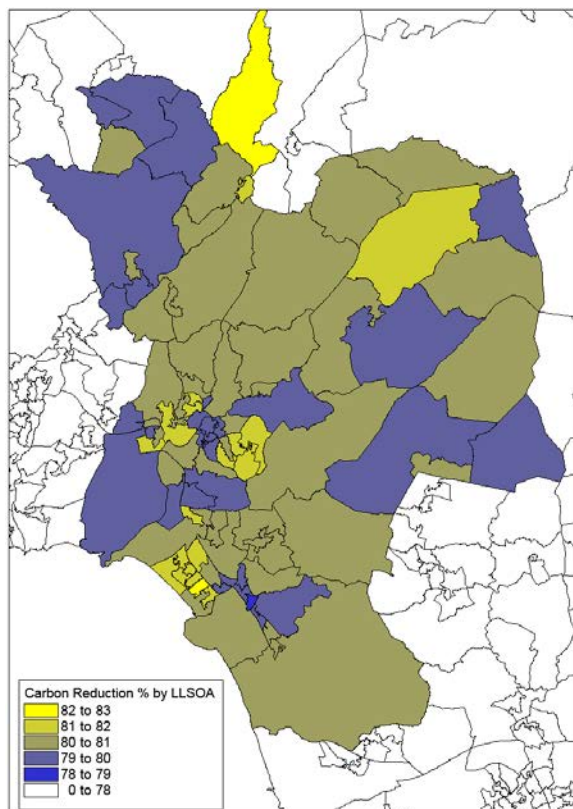 Carbon Reduction % by LLSOA
82 to 83
81 to 82
80 to 81
79 to 80
78 to 79
0 to 78